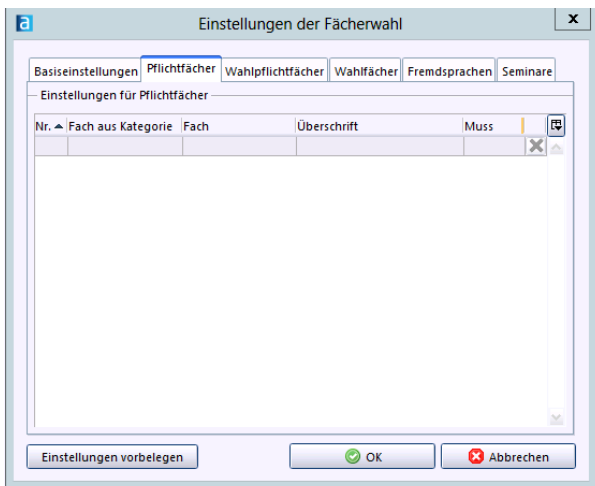 a
Einstellungen der Fächerwahl
x
Basiseinstellungen Pflichtfächer Wahlpflichtfächer Wahlfächer Fremdsprachen Seminare
Einstellungen für Pflichtfächer
Nr. Fach aus Kategorie Fach Überschrift Muss
Einstellungen vorbelegen OK Abbrechen